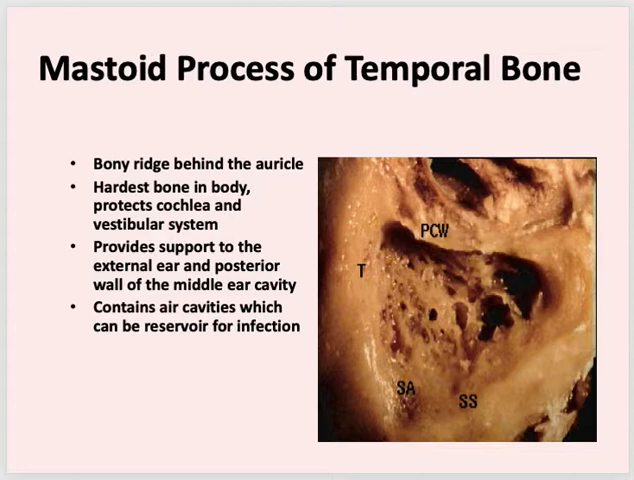 Mastoid Process of Temporal Bone
• Bony ridge behind the auricle
• Hardest bone in body,
protects cochlea and
vestibular system
• Provides support to the
external ear and posterior
wall of the middle ear cavity
• Contains air cavities which
can be reservoir for infection
PCW
T
SA
SS